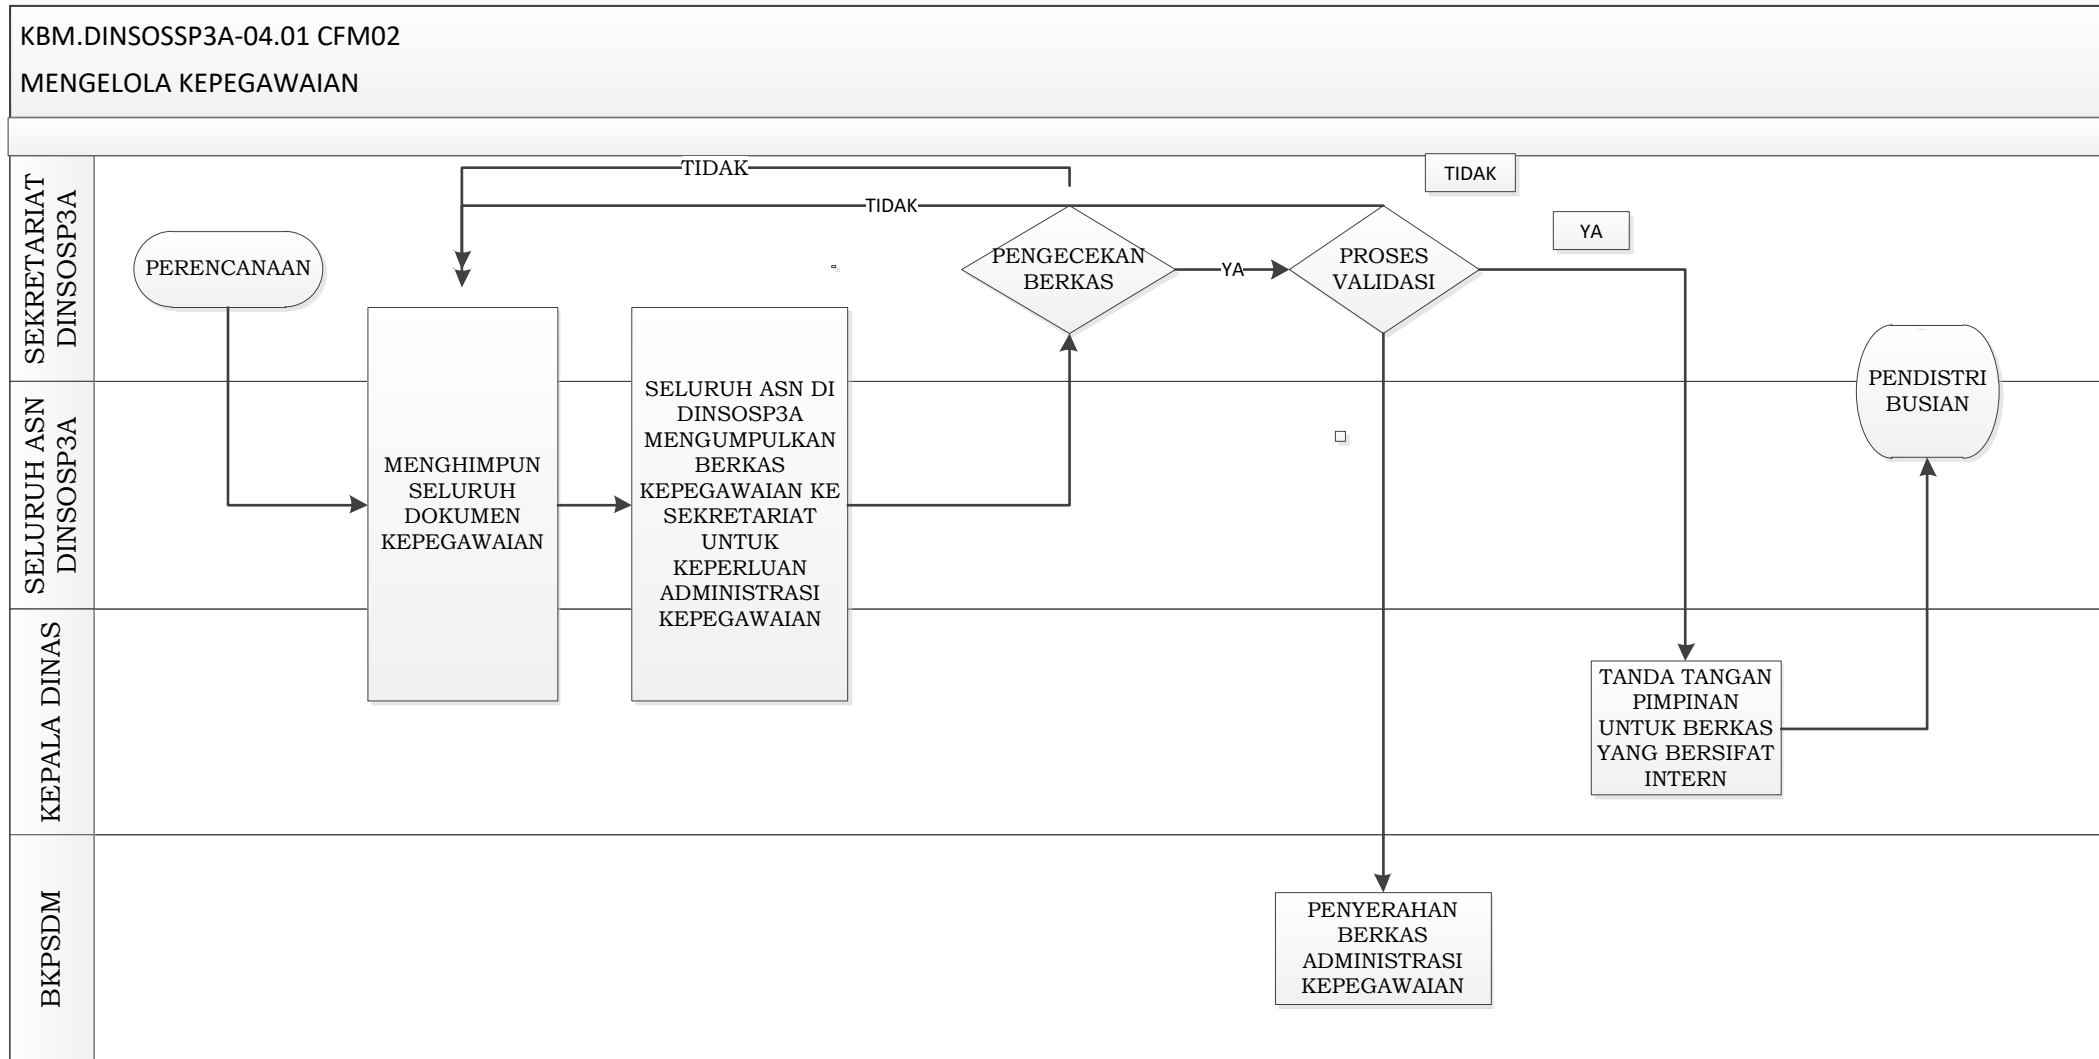 KBM.DINSOSSP3A-04.01 CFM02
MENGELOLA KEPEGAWAIAN
SEKRETARIAT
DINSOSP3A
SELURUH ASN
DINSOSP3A
KEPALA DINAS
BKPSDM
PERENCANAAN
MENGHIMPUN
SELURUH
DOKUMEN
KEPEGAWAIAN
SELURUH ASN DI
DINSOSP3A
MENGUMPULKAN
BERKAS
KEPEGAWAIAN KE
SEKRETARIAT
UNTUK
KEPERLUAN
ADMINISTRASI
KEPEGAWAIAN
TIDAK
TIDAK
PENGECEKAN
BERKAS
YA
PROSES
VALIDASI
TIDAK
YA
PENYERAHAN
BERKAS
ADMINISTRASI
KEPEGAWAIAN
TANDA TANGAN
PIMPINAN
UNTUK BERKAS
YANG BERSIFAT
INTERN
PENDISTRI
BUSIAN